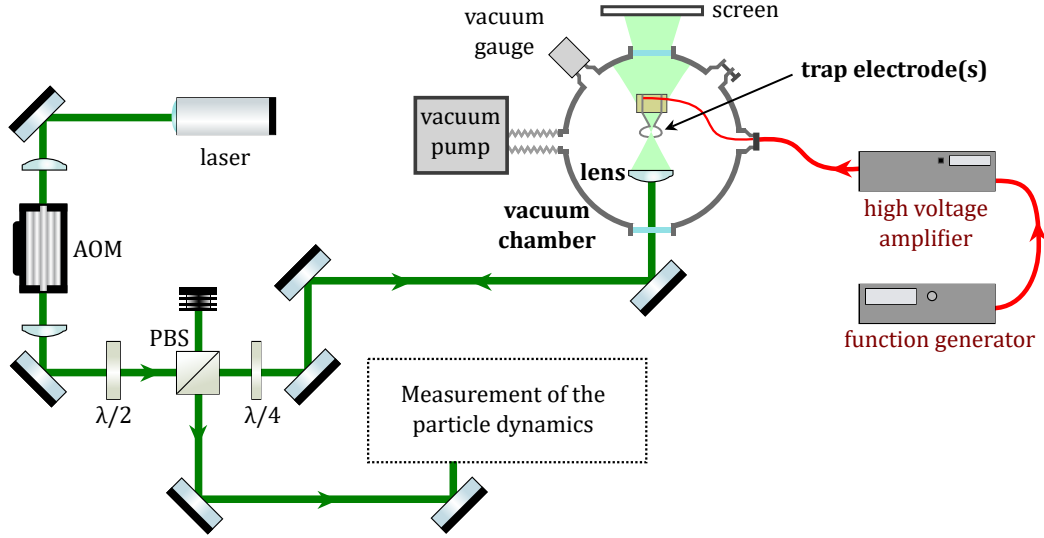 screen
vacuum
gauge
trap electrode(s)
vacuum
pump
laser
lens
vacuum
chamber
high voltage
amplifier
AOM
PBS
function generator
λ/2
λ/4
Measurement of the
particle dynamics